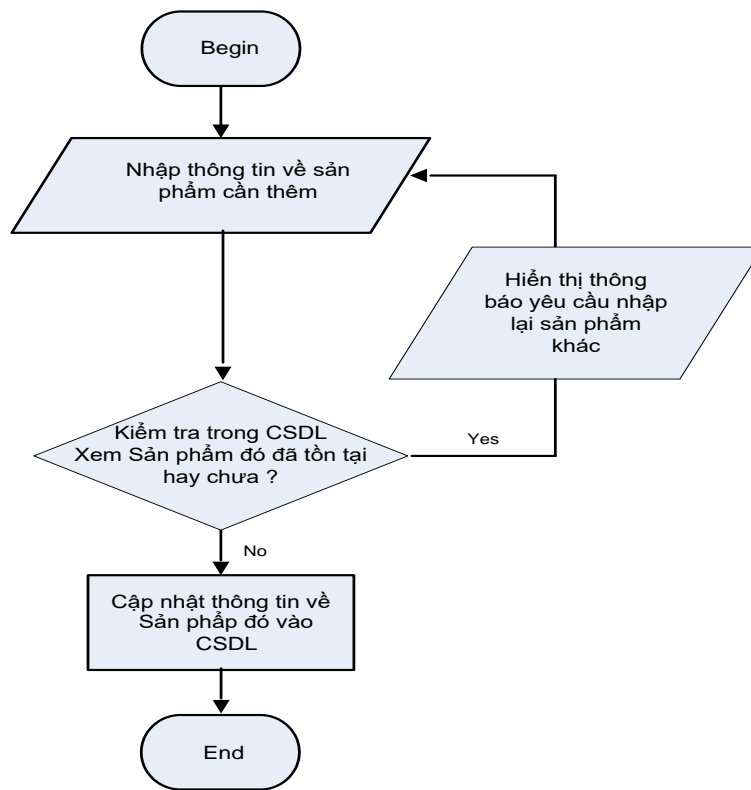 Begin
Nhập thông tin về sản
phẩm cần thêm
Hiển thị thông
báo yêu cầu nhập
lại sản phẩm
khác
Kiểm tra trong CSDL
Xem Sản phẩm đó đã tồn tại
hay chưa ?
Yes
No
Cập nhật thông tin về
Sản phẩp đó vào
CSDL
End